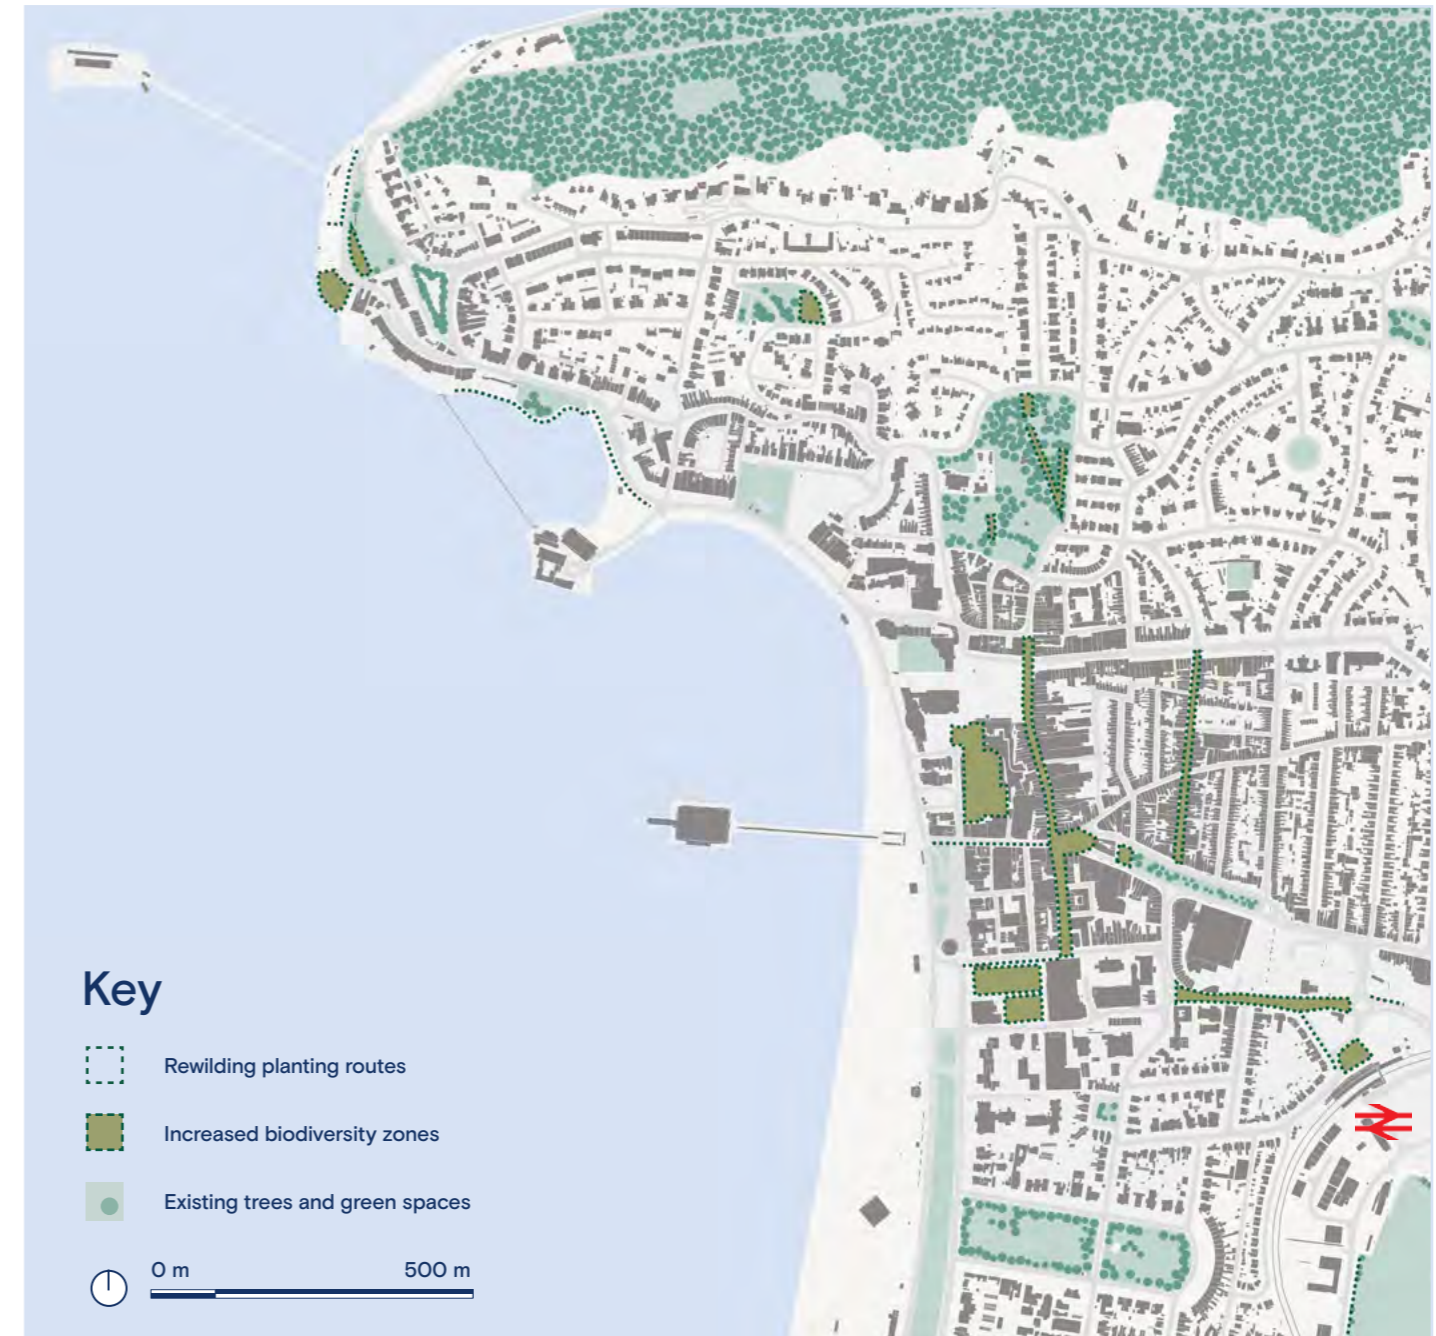 Key
Rewilding planting routes
Increased biodiversity zones
Existing trees and green spaces
0 m 500 m